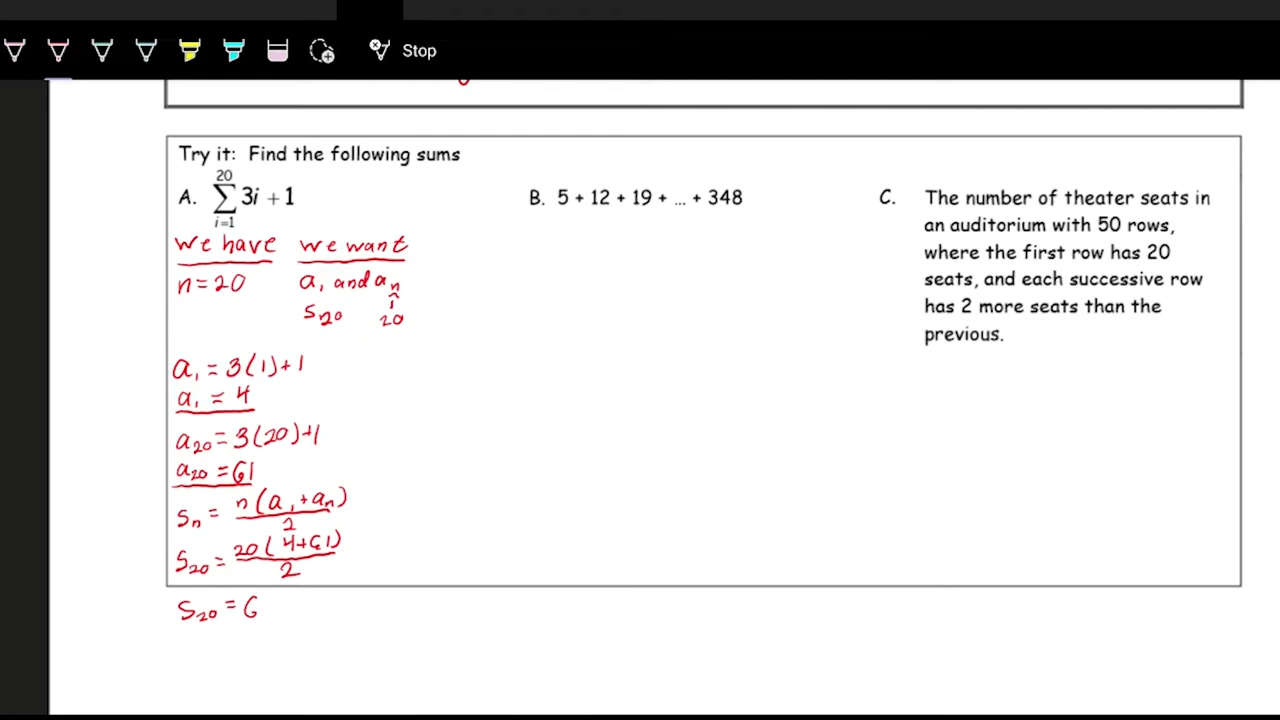 Stop
Try it: Find the following sums
A. \sum_{i=1}^{20} 3i + 1
we have we want
n = 20 a₁ and aₙ
↑
S₂₀ 20
a₁ = 3(1)+1
a₁ = 4
a₂₀ = 3(20)+1
a₂₀ = 61
Sₙ = n(a₁+aₙ)/2
S₂₀ = 20(4+61)/2
S₂₀ = 6
B. 5 + 12 + 19 + … + 348
C. The number of theater seats in
an auditorium with 50 rows,
where the first row has 20
seats, and each successive row
has 2 more seats than the
previous.